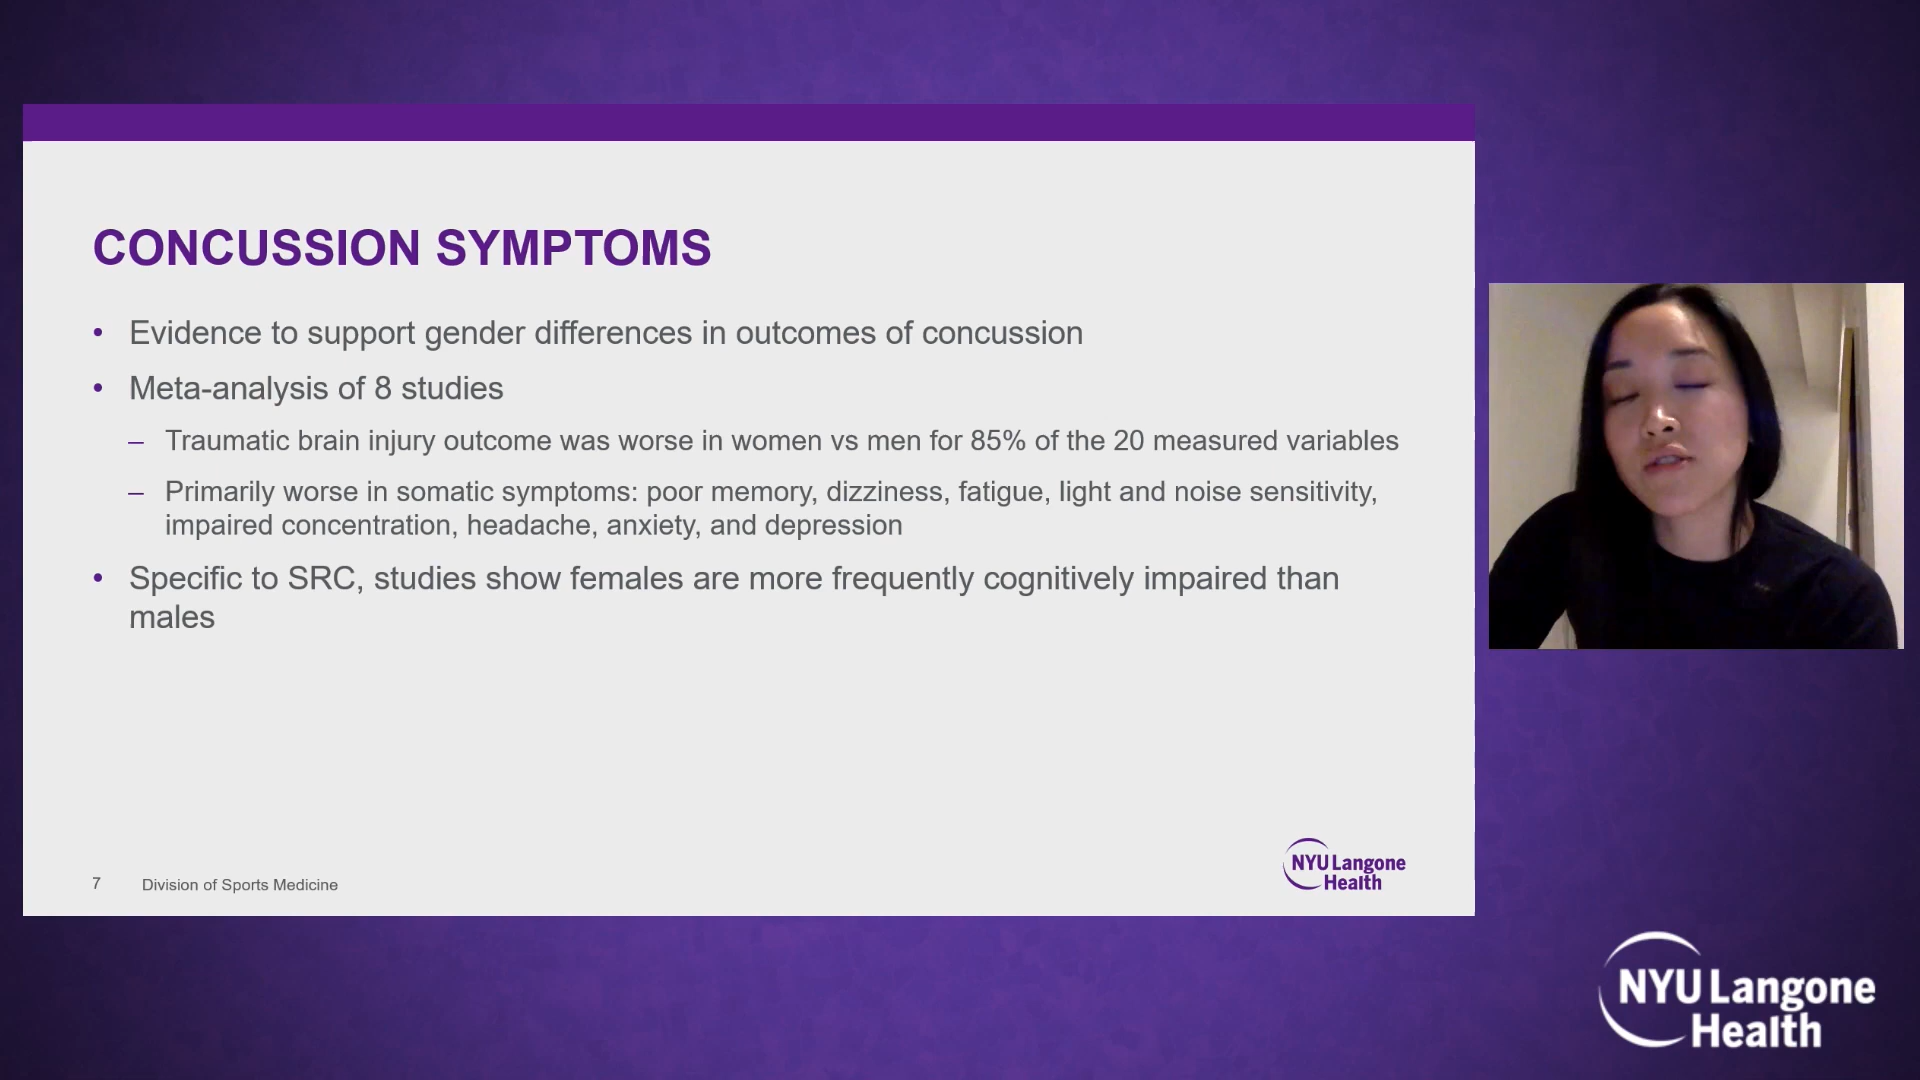 CONCUSSION SYMPTOMS
• Evidence to support gender differences in outcomes of concussion
• Meta-analysis of 8 studies
– Traumatic brain injury outcome was worse in women vs men for 85% of the 20 measured variables
– Primarily worse in somatic symptoms: poor memory, dizziness, fatigue, light and noise sensitivity,
impaired concentration, headache, anxiety, and depression
• Specific to SRC, studies show females are more frequently cognitively impaired than
males
7 Division of Sports Medicine
NYU Langone
Health
NYU Langone
Health